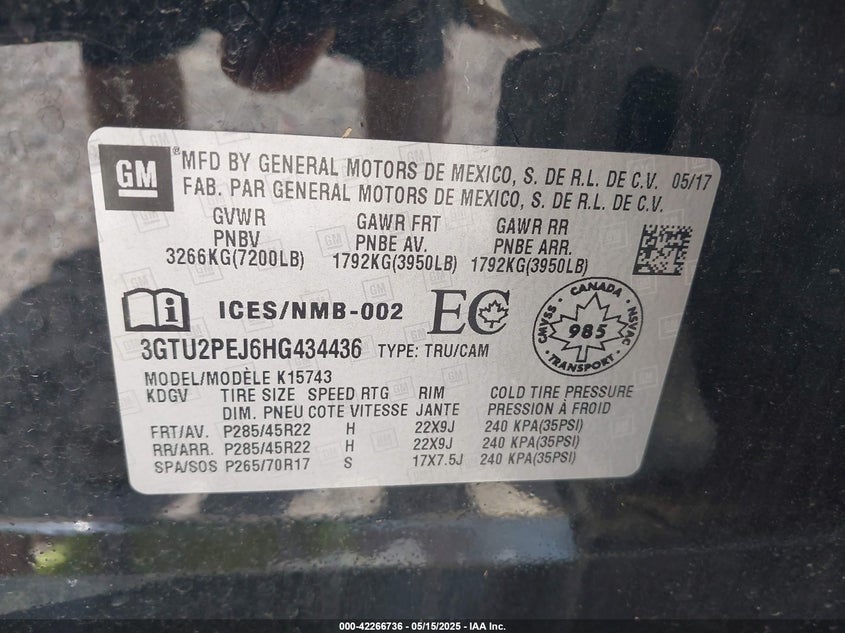 GM
® MFD BY GENERAL MOTORS DE MEXICO, S. DE R.L. DE C.V. 05/17
FAB. PAR GENERAL MOTORS DE MEXICO, S. DE R.L. DE C.V.
GVWR GAWR FRT GAWR RR
PNBV PNBE AV. PNBE ARR.
3266KG(7200LB) 1792KG(3950LB) 1792KG(3950LB)
i ICES/NMB-002 EC
CANADA
CMVSS 985 NSVAC
TRANSPORT
3GTU2PEJ6HG434436 TYPE: TRU/CAM
MODEL/MODÈLE K15743
KDGV TIRE SIZE SPEED RTG RIM COLD TIRE PRESSURE
DIM. PNEU COTE VITESSE JANTE PRESSION À FROID
FRT/AV. P285/45R22 H 22X9J 240 KPA(35PSI)
RR/ARR. P285/45R22 H 22X9J 240 KPA(35PSI)
SPA/SOS P265/70R17 S 17X7.5J 240 KPA(35PSI)
000-42266736 - 05/15/2025 - IAA Inc.